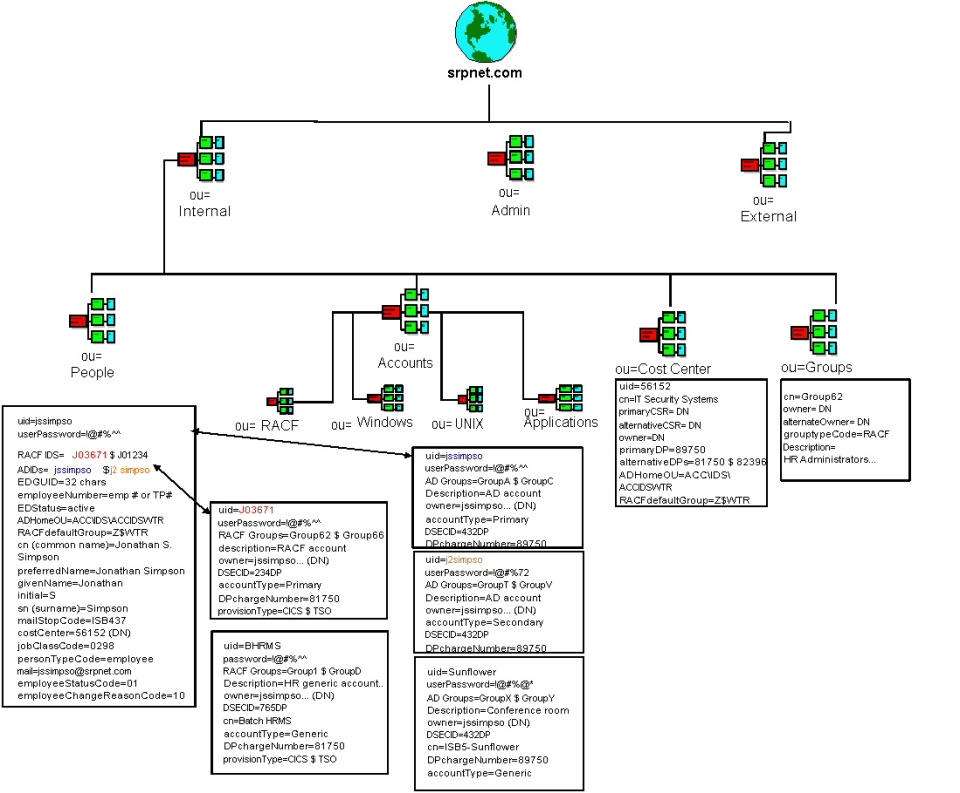 srpnet.com
ou=
Internal
ou=
Admin
ou=
External
ou=
People
ou=
Accounts
ou=Cost Center
ou=Groups
ou= RACF
ou= Windows
ou= UNIX
ou= Applications
uid=jssimpso
userPassword=!@#%^^
RACF IDS= J03671 $ J01234
ADIDs= jssimpso $j2 simpso
EDGUID=32 chars
employeeNumber=emp # or TP#
EDStatus=active
ADHomeOU=ACC\IDS\ACCIDSWTR
RACFdefaultGroup=Z$WTR
cn (common name)=Jonathan S.
Simpson
preferredName=Jonathan Simpson
givenName=Jonathan
initial=S
sn (surname)=Simpson
mailStopCode=ISB437
costCenter=56152 (DN)
jobClassCode=0298
personTypeCode=employee
mail=jssimpso@srpnet.com
employeeStatusCode=01
employeeChangeReasonCode=10
uid=J03671
userPassword=!@#%^^
RACF Groups=Group62 $ Group66
description=RACF account
owner=jssimpso... (DN)
DSECID=234DP
accountType=Primary
DPchargeNumber=81750
provisionType=CICS $ TSO
uid=BHRMS
password=!@#%^^
RACF Groups=Group1 $ GroupD
Description=HR generic account..
owner=jssimpso... (DN)
DSECID=765DP
cn=Batch HRMS
accountType=Generic
DPchargeNumber=81750
provisionType=CICS $ TSO
uid=jssimpso
userPassword=!@#%^^
AD Groups=GroupA $ GroupC
Description=AD account
owner=jssimpso... (DN)
accountType=Primary
DSECID=432DP
DPchargeNumber=89750
uid=j2simpso
userPassword=!@#%72
AD Groups=GroupT $ GroupV
Description=AD account
owner=jssimpso... (DN)
accountType=Secondary
DSECID=432DP
DPchargeNumber=89750
uid=Sunflower
userPassword=!@#%@*
AD Groups=GroupX $ GroupY
Description=Conference room
owner=jssimpso (DN)
DSECID=432DP
cn=ISB5-Sunflower
DPchargeNumber=89750
accountType=Generic
uid=56152
cn=IT Security Systems
primaryCSR= DN
alternativeCSR= DN
owner=DN
primaryDP=89750
alternativeDPs=81750 $ 82396
ADHomeOU=ACC\IDS\
ACCIDSWTR
RACFdefaultGroup=Z$WTR
cn=Group62
owner= DN
alternateOwner= DN
grouptypeCode=RACF
Description=
HR Administrators...